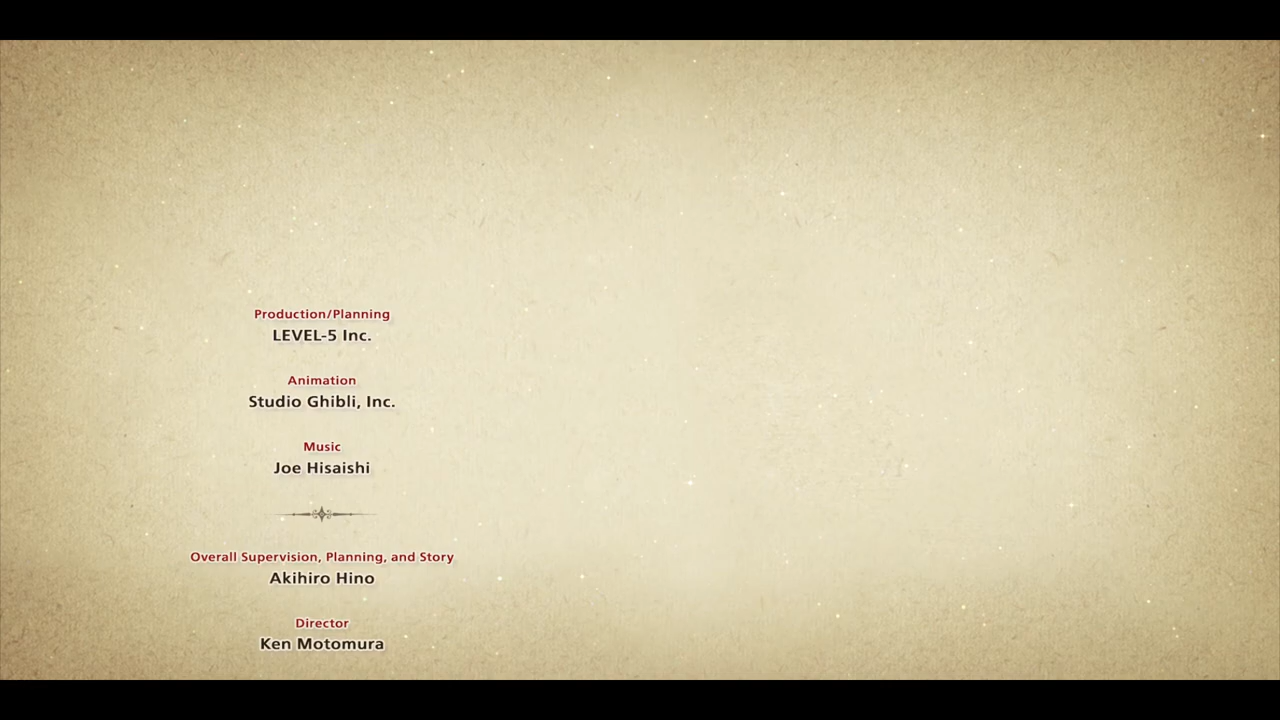 Production/Planning
LEVEL-5 Inc.
Animation
Studio Ghibli, Inc.
Music
Joe Hisaishi
Overall Supervision, Planning, and Story
Akihiro Hino
Director
Ken Motomura